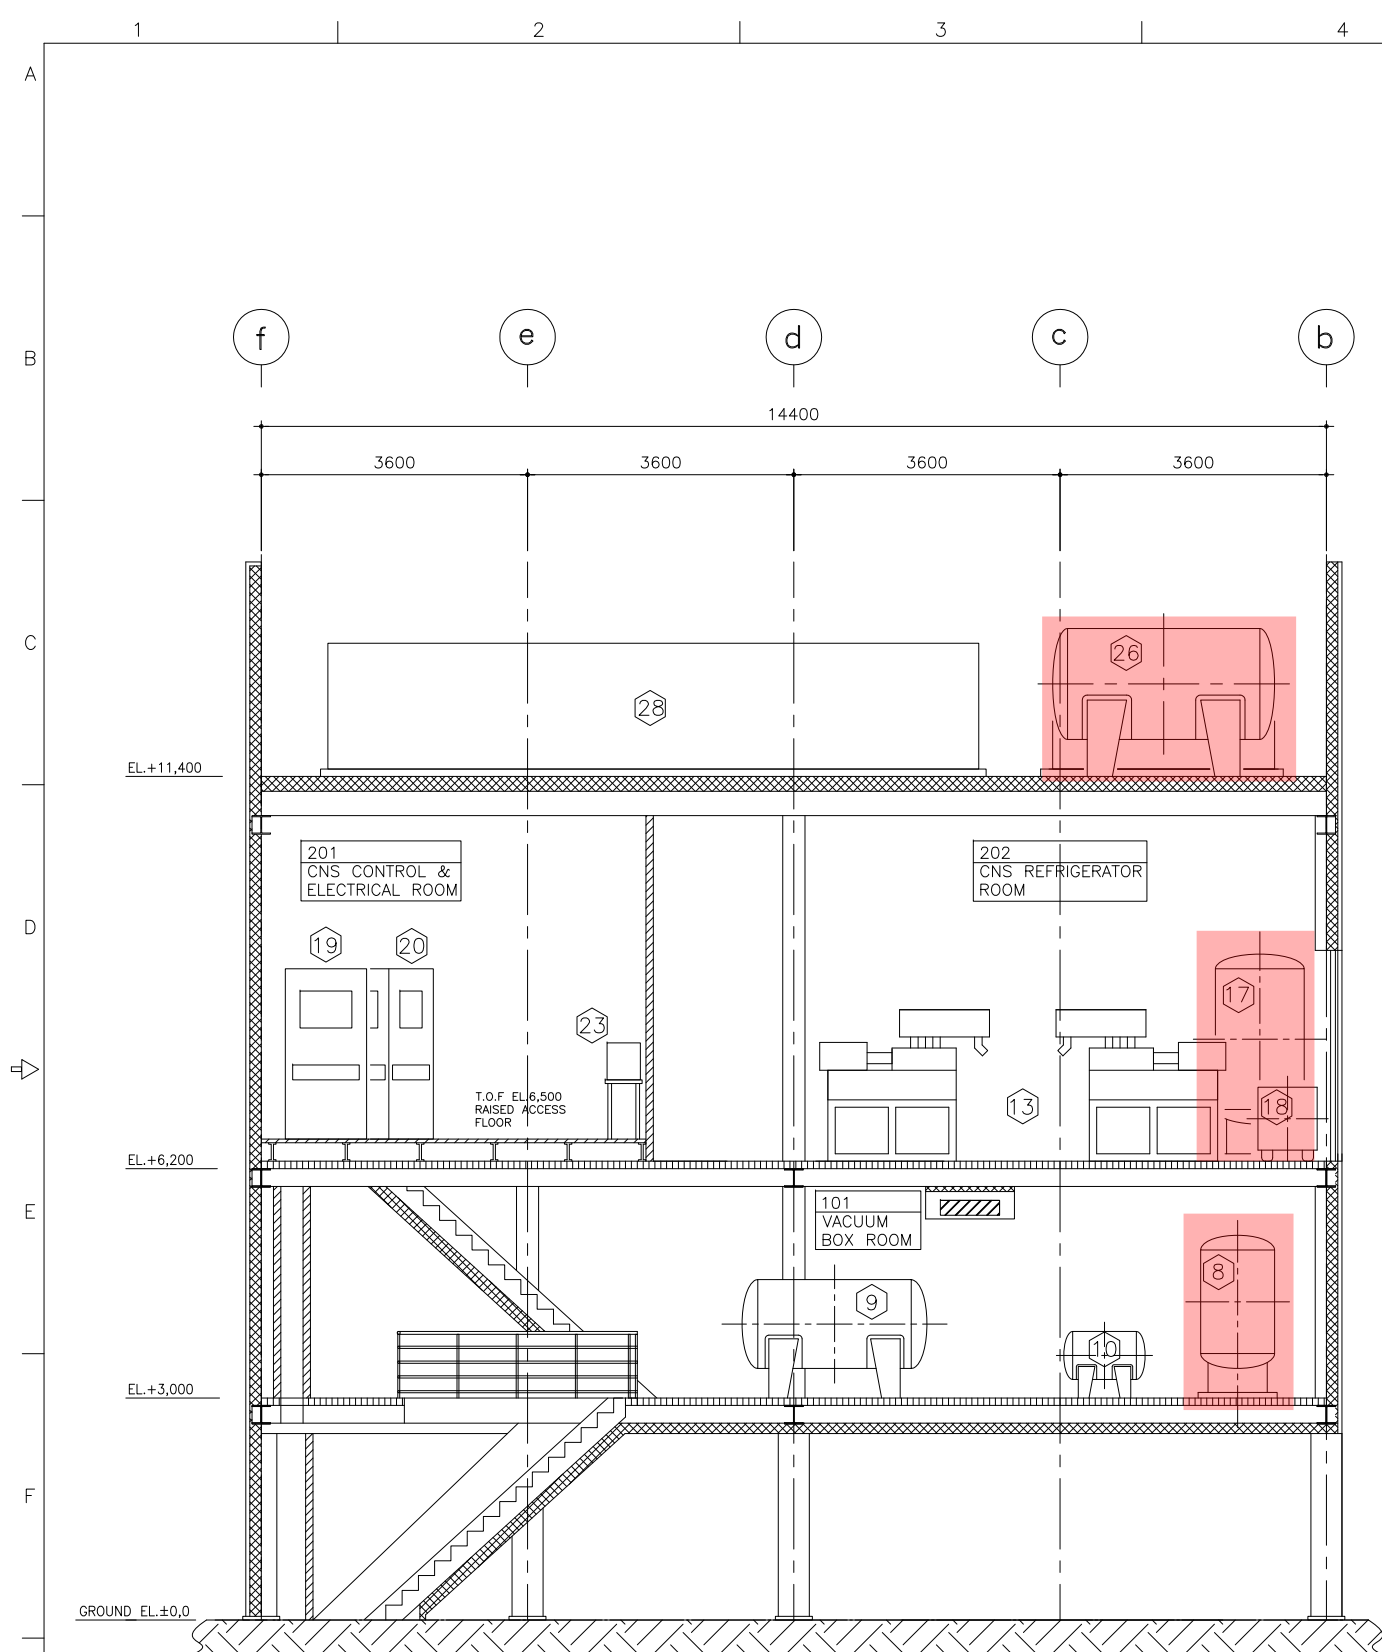 1 2 3 4
A
B
C
D
E
F
f e d c b
14400
3600 3600 3600 3600
26
28
EL.+11,400
201
CNS CONTROL &
ELECTRICAL ROOM
202
CNS REFRIGERATOR
ROOM
19 20
17
23
T.O.F EL.6,500
RAISED ACCESS
FLOOR
13
18
EL.+6,200
101
VACUUM
BOX ROOM
8
9
10
EL.+3,000
GROUND EL.±0,0